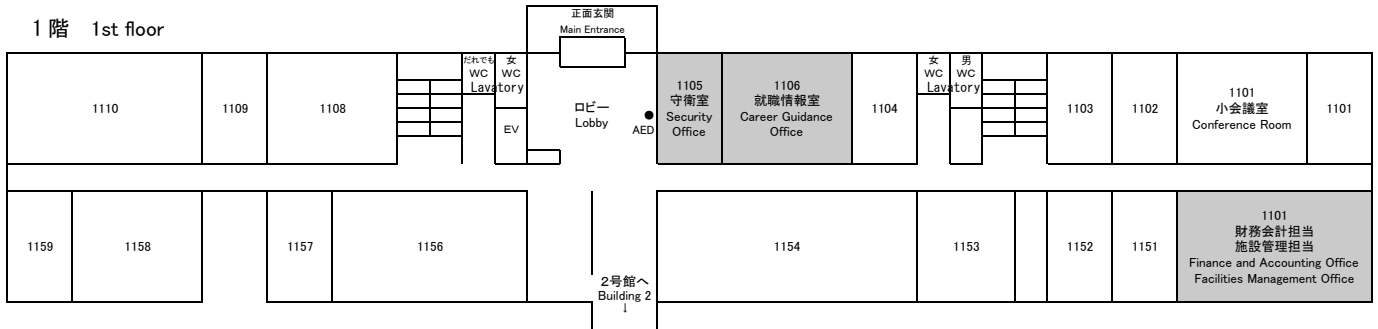 1階 1st floor
正面玄関
Main Entrance
1110
1109
1108
だれでも
WC
女
WC
Lavatory
EV
ロビー
Lobby
AED
1105
守衛室
Security
Office
1106
就職情報室
Career Guidance
Office
1104
女
WC
男
WC
Lavatory
1103
1102
1101
小会議室
Conference Room
1101
1159
1158
1157
1156
2号館へ
Building 2
↓
1154
1153
1152
1151
1101
財務会計担当
施設管理担当
Finance and Accounting Office
Facilities Management Office